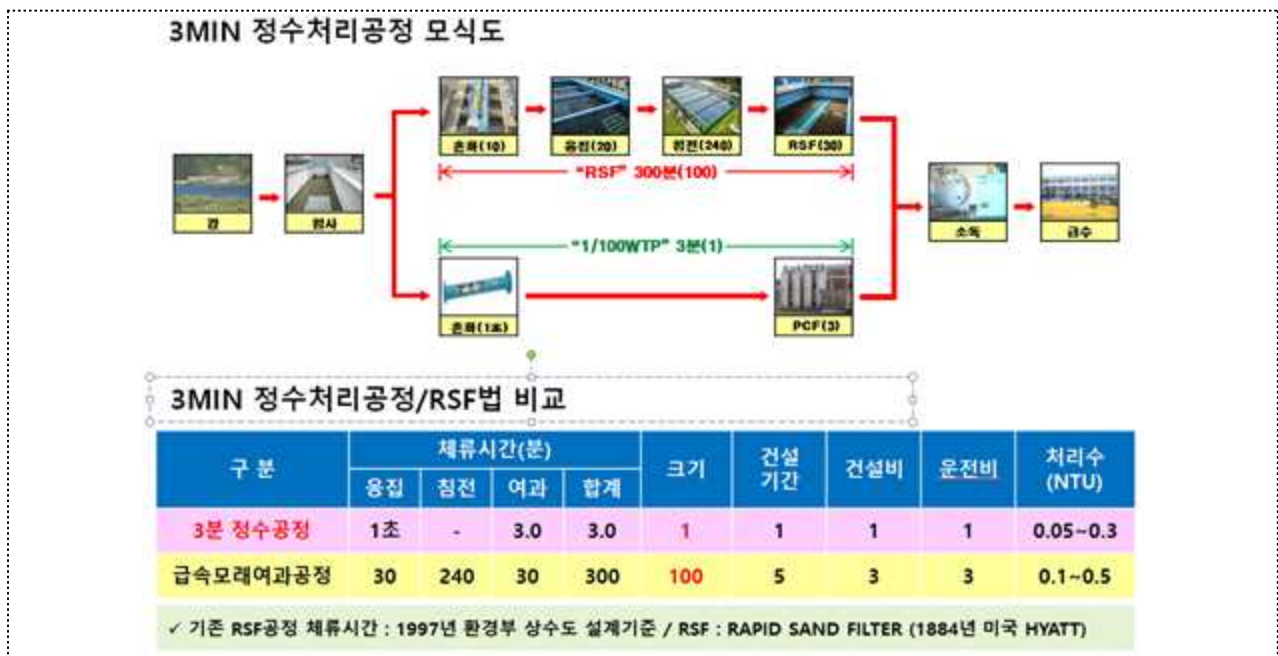 3MIN 정수처리공정 모식도
혼화(10) 응집(20) 침전(240) RSF(30)
"RSF" 300분(100)
강 침사 소독 급수
"1/100WTP" 3분(1)
혼화(1초) PCF(3)
3MIN 정수처리공정/RSF법 비교
구 분 체류시간(분) 크기 건설 기간 건설비 운전비 처리수 (NTU)
응집 침전 여과 합계
3분 정수공정 1초 - 3.0 3.0 1 1 1 1 0.05~0.3
급속모래여과공정 30 240 30 300 100 5 3 3 0.1~0.5
✓ 기존 RSF공정 체류시간 : 1997년 환경부 상수도 설계기준 / RSF : RAPID SAND FILTER (1884년 미국 HYATT)